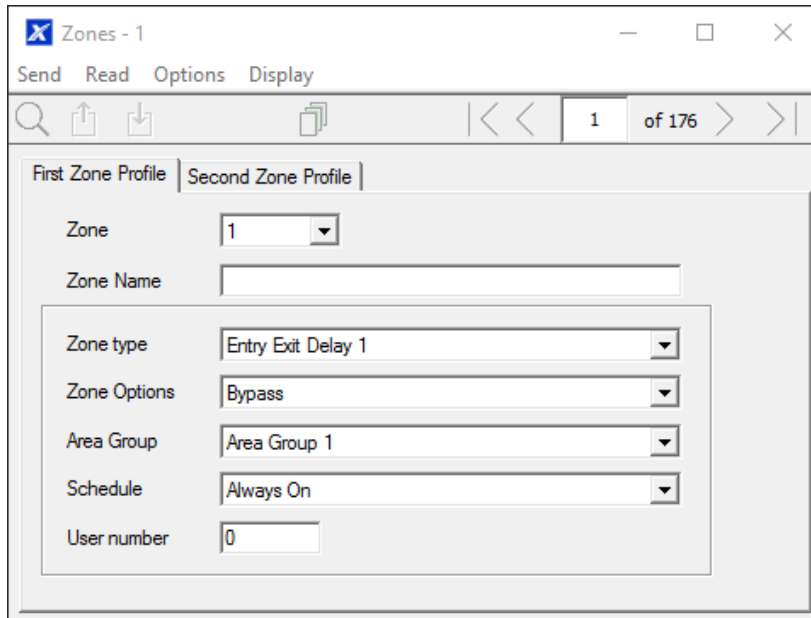 Zones - 1
Send Read Options Display
1 of 176
First Zone Profile Second Zone Profile
Zone 1
Zone Name
Zone type Entry Exit Delay 1
Zone Options Bypass
Area Group Area Group 1
Schedule Always On
User number 0